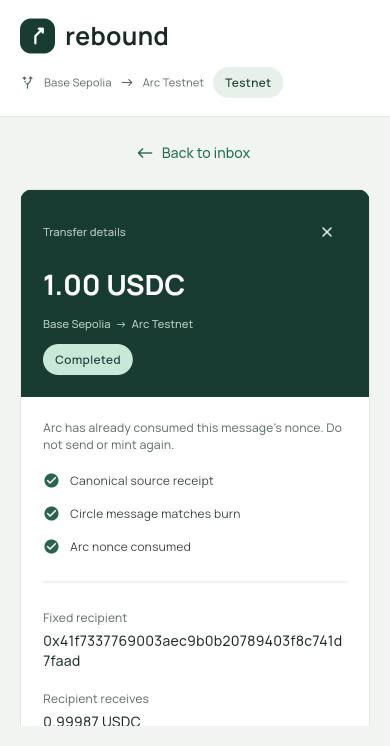 rebound
Base Sepolia → Arc Testnet Testnet
← Back to inbox
Transfer details ×
1.00 USDC
Base Sepolia → Arc Testnet
Completed
Arc has already consumed this message's nonce. Do
not send or mint again.
Canonical source receipt
Circle message matches burn
Arc nonce consumed
Fixed recipient
0x41f7337769003aec9b0b20789403f8c741d
7faad
Recipient receives
0.99987 USDC